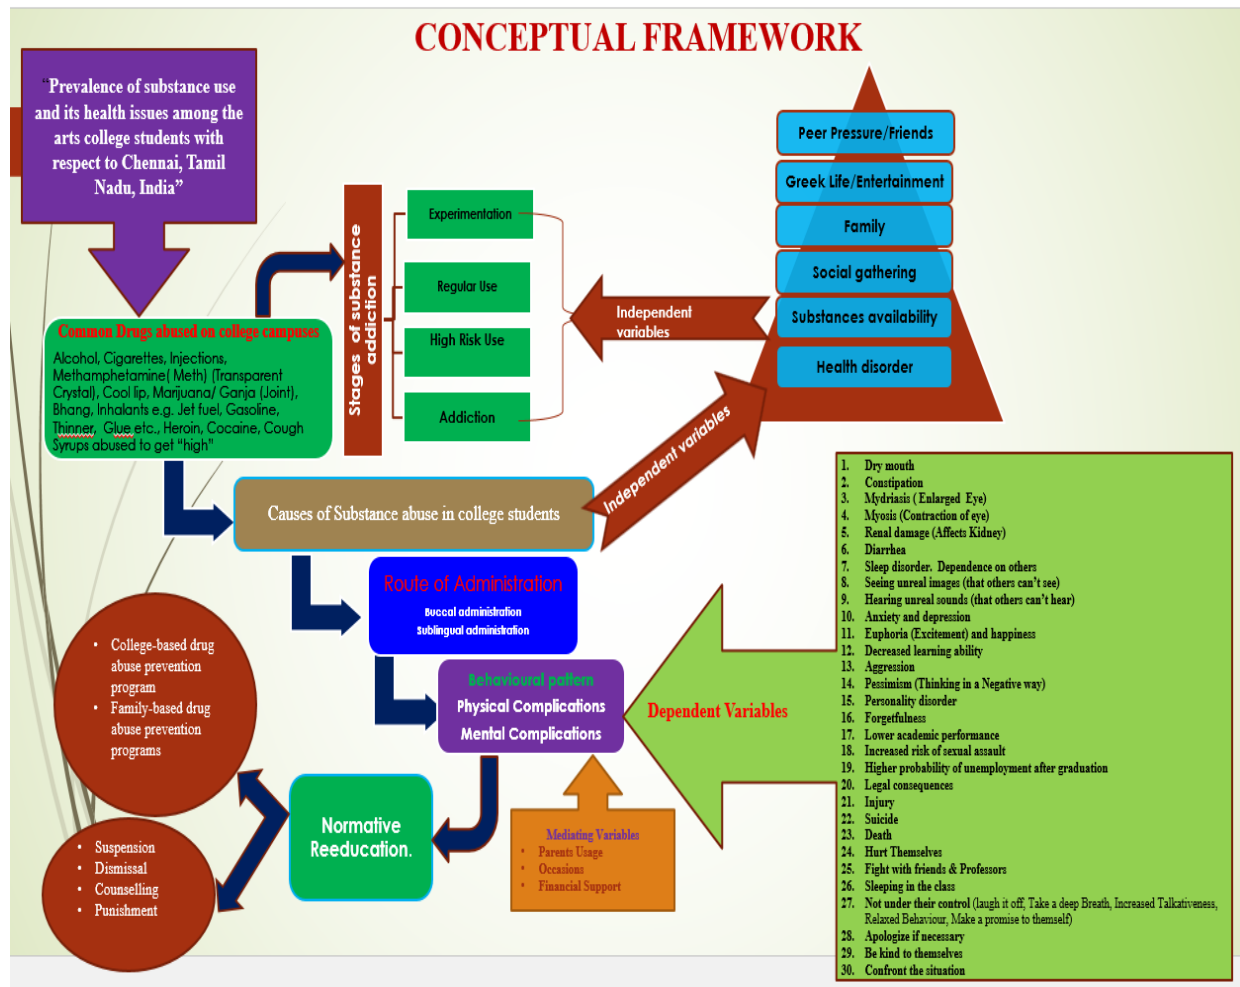 CONCEPTUAL FRAMEWORK
“Prevalence of substance use
and its health issues among the
arts college students with
respect to Chennai, Tamil
Nadu, India”
Common Drugs abused on college campuses
Alcohol, Cigarettes, Injections,
Methamphetamine( Meth) (Transparent
Crystal), Cool lip, Marijuana/ Ganja (Joint),
Bhang, Inhalants e.g. Jet fuel, Gasoline,
Thinner, Glue etc., Heroin, Cocaine, Cough
Syrups abused to get “high”
Stages of substance
addiction
Experimentation
Regular Use
High Risk Use
Addiction
Independent
variables
Peer Pressure/Friends
Greek Life/Entertainment
Family
Social gathering
Substances availability
Health disorder
Independent variables
Causes of Substance abuse in college students
Route of Administration
Buccal administration
Sublingual administration
Behavioural pattern
Physical Complications
Mental Complications
Dependent Variables
1. Dry mouth
2. Constipation
3. Mydriasis ( Enlarged Eye)
4. Myosis (Contraction of eye)
5. Renal damage (Affects Kidney)
6. Diarrhea
7. Sleep disorder. Dependence on others
8. Seeing unreal images (that others can’t see)
9. Hearing unreal sounds (that others can’t hear)
10. Anxiety and depression
11. Euphoria (Excitement) and happiness
12. Decreased learning ability
13. Aggression
14. Pessimism (Thinking in a Negative way)
15. Personality disorder
16. Forgetfulness
17. Lower academic performance
18. Increased risk of sexual assault
19. Higher probability of unemployment after graduation
20. Legal consequences
21. Injury
22. Suicide
23. Death
24. Hurt Themselves
25. Fight with friends & Professors
26. Sleeping in the class
27. Not under their control (laugh it off, Take a deep Breath, Increased Talkativeness,
Relaxed Behaviour, Make a promise to themself)
28. Apologize if necessary
29. Be kind to themselves
30. Confront the situation
Mediating Variables
• Parents Usage
• Occasions
• Financial Support
Normative
Reeducation.
• College-based drug
abuse prevention
program
• Family-based drug
abuse prevention
programs
• Suspension
• Dismissal
• Counselling
• Punishment